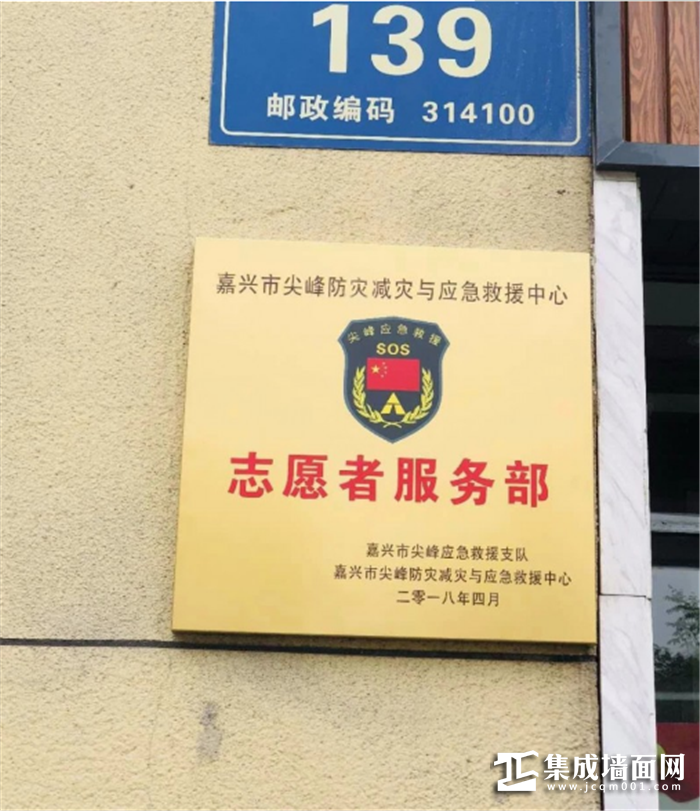 139
邮政编码 314100
嘉兴市尖峰防灾减灾与应急救援中心
尖峰应急救援
SOS
志愿者服务部
嘉兴市尖峰应急救援支队
嘉兴市尖峰防灾减灾与应急救援中心
二零一八年四月
集成墙面网
www.jcqm001.com